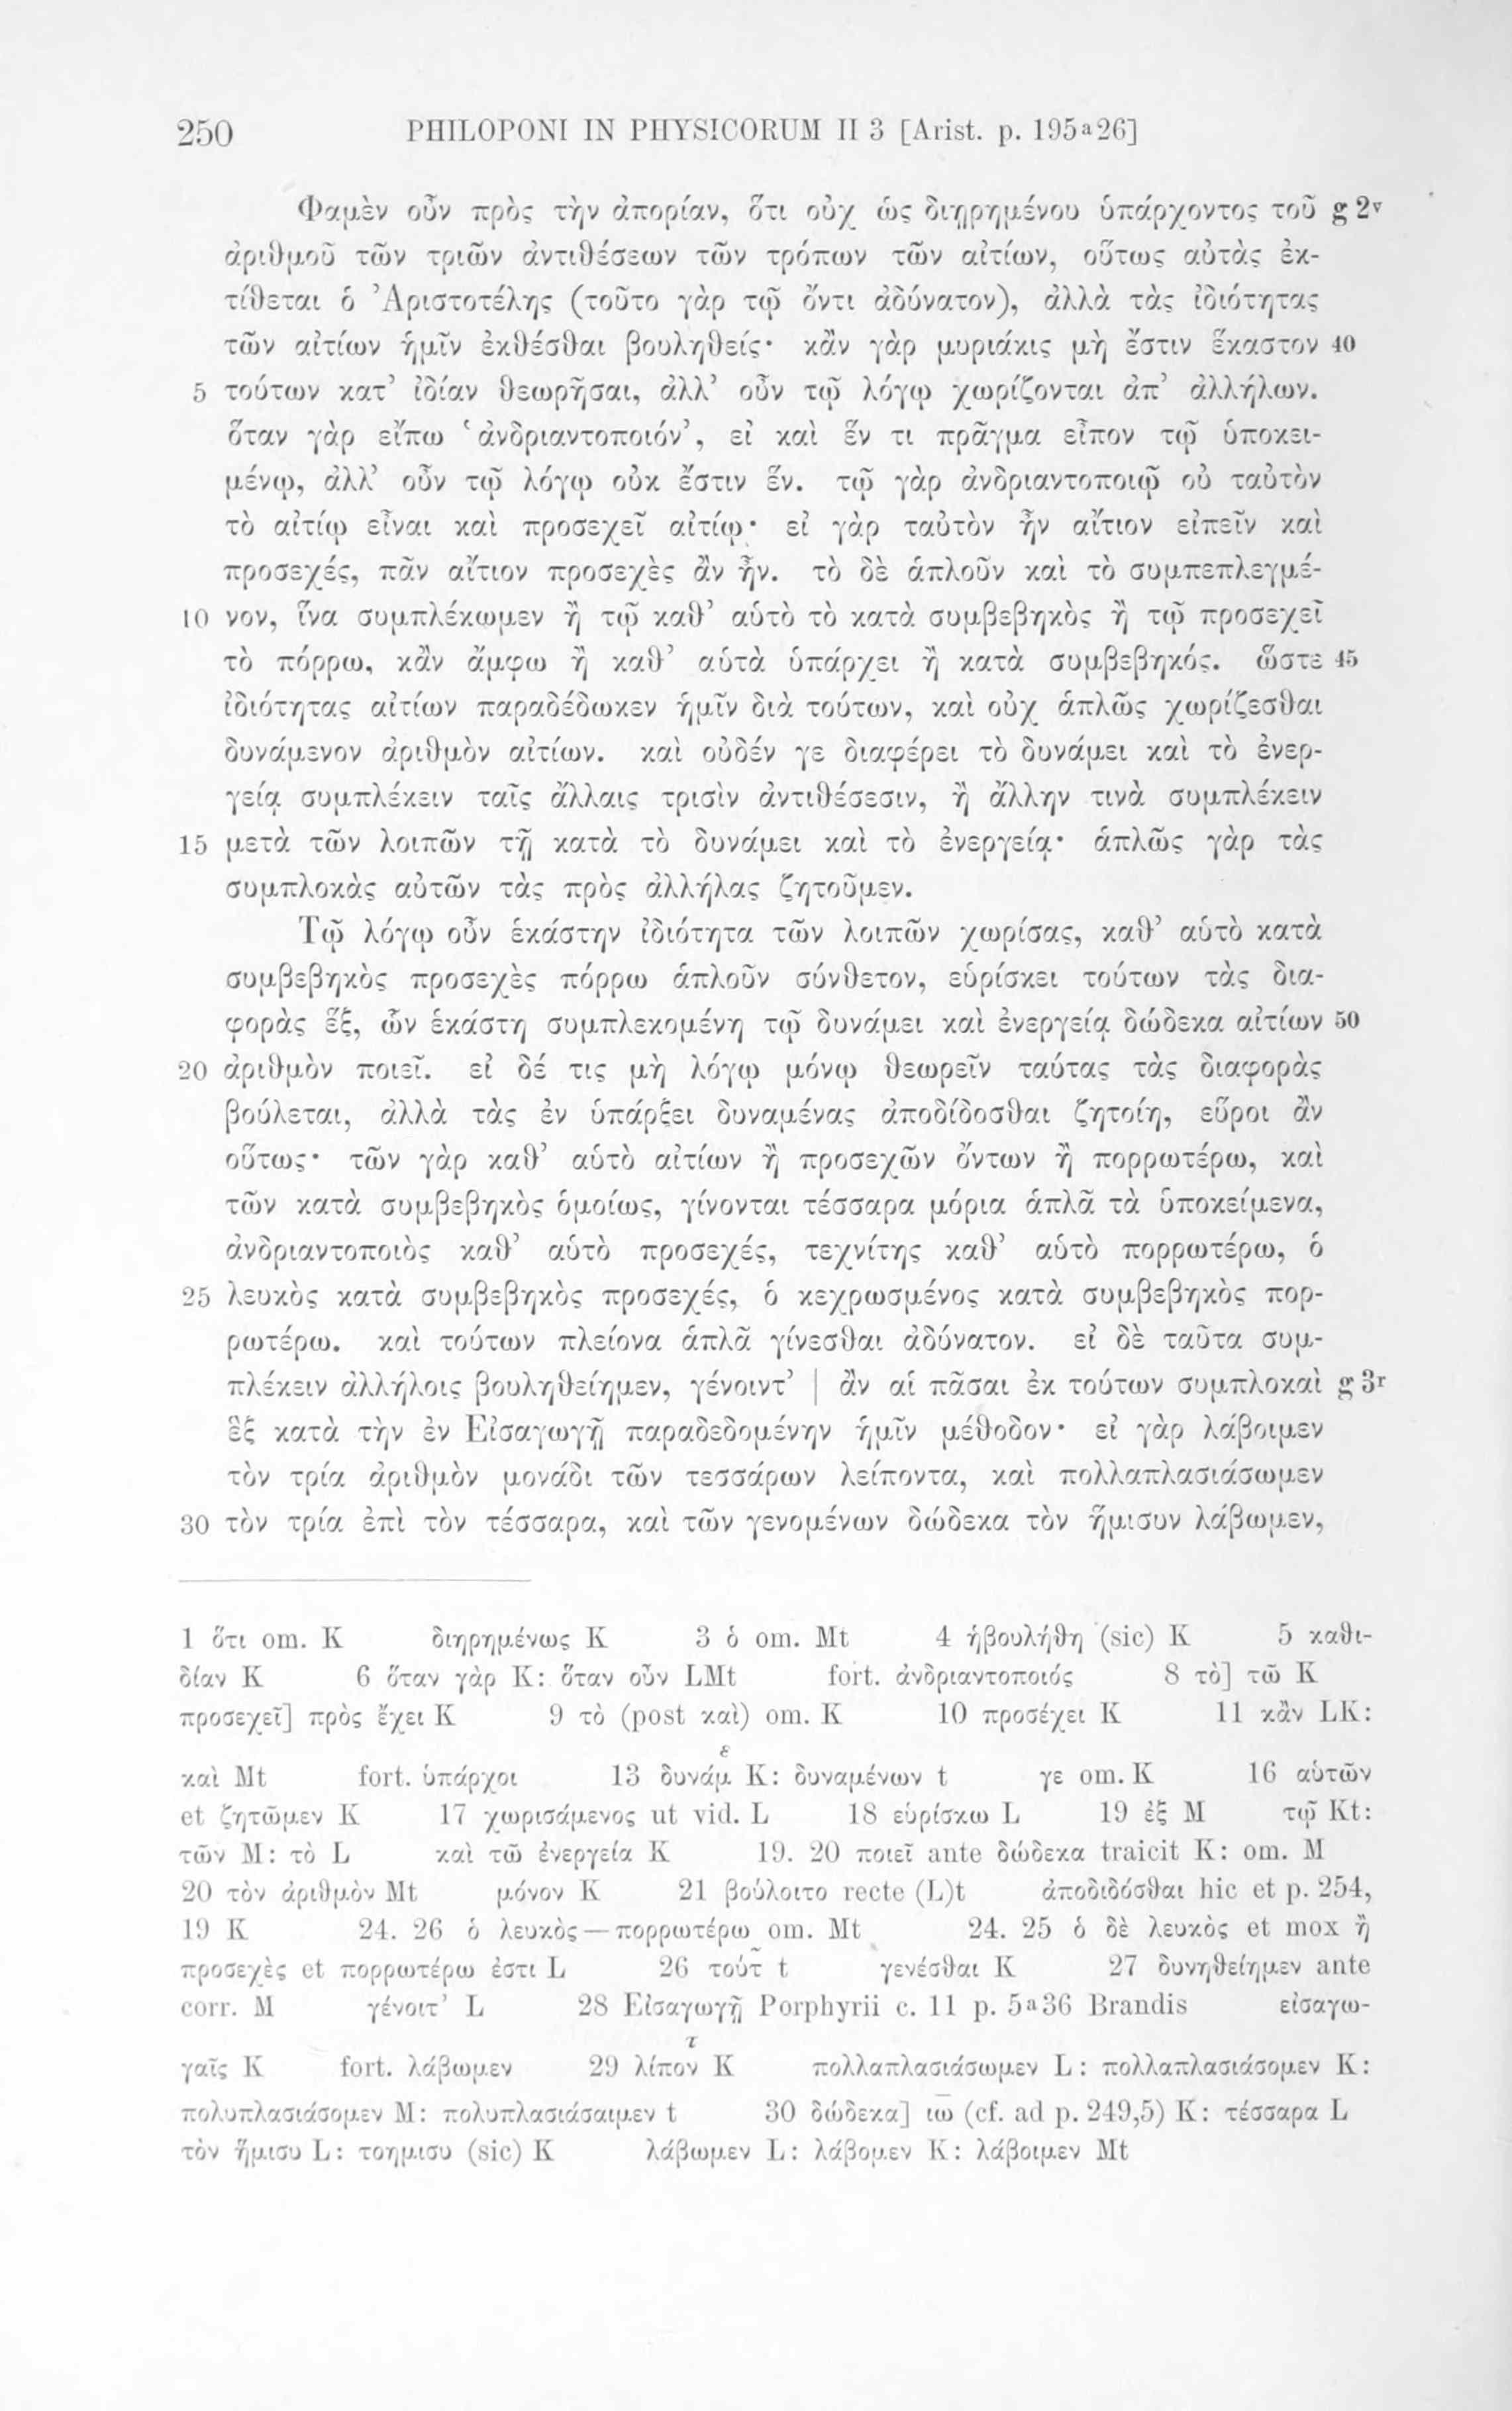 250 PHILOPONI IN PHYSICORUM II 3 [Arist. p. 195ª26]
Φαμὲν οὖν πρὸς τὴν ἀπορίαν, ὅτι οὐχ ὡς διῃρημένου ὑπάρχοντος τοῦ g 2ᵛ
ἀριθμοῦ τῶν τριῶν ἀντιθέσεων τῶν τρόπων τῶν αἰτίων, οὕτως αὐτὰς ἐκ-
τίθεται ὁ Ἀριστοτέλης (τοῦτο γὰρ τῷ ὄντι ἀδύνατον), ἀλλὰ τὰς ἰδιότητας
τῶν αἰτίων ἡμῖν ἐκθέσθαι βουληθείς· κἂν γὰρ μυριάκις μὴ ἔστιν ἕκαστον 40
5 τούτων κατ’ ἰδίαν θεωρῆσαι, ἀλλ’ οὖν τῷ λόγῳ χωρίζονται ἀπ’ ἀλλήλων.
ὅταν γὰρ εἴπω ‘ἀνδριαντοποιόν’, εἰ καὶ ἕν τι πρᾶγμα εἶπον τῷ ὑποκει-
μένῳ, ἀλλ’ οὖν τῷ λόγῳ οὐκ ἔστιν ἕν. τῷ γὰρ ἀνδριαντοποιῷ οὐ ταὐτὸν
τὸ αἰτίῳ εἶναι καὶ προσεχεῖ αἰτίῳ· εἰ γὰρ ταὐτὸν ἦν αἴτιον εἰπεῖν καὶ
προσεχές, πᾶν αἴτιον προσεχὲς ἂν ἦν. τὸ δὲ ἁπλοῦν καὶ τὸ συμπεπλεγμέ-
10 νον, ἵνα συμπλέκωμεν ἢ τῷ καθ’ αὑτὸ τὸ κατὰ συμβεβηκὸς ἢ τῷ προσεχεῖ
τὸ πόρρω, κἂν ἄμφω ἢ καθ’ αὑτὰ ὑπάρχει ἢ κατὰ συμβεβηκός. ὥστε 45
ἰδιότητας αἰτίων παραδέδωκεν ἡμῖν διὰ τούτων, καὶ οὐχ ἁπλῶς χωρίζεσθαι
δυνάμενον ἀριθμὸν αἰτίων. καὶ οὐδέν γε διαφέρει τὸ δυνάμει καὶ τὸ ἐνερ-
γείᾳ συμπλέκειν ταῖς ἄλλαις τρισὶν ἀντιθέσεσιν, ἢ ἄλλην τινὰ συμπλέκειν
15 μετὰ τῶν λοιπῶν τῇ κατὰ τὸ δυνάμει καὶ τὸ ἐνεργείᾳ· ἁπλῶς γὰρ τὰς
συμπλοκὰς αὐτῶν τὰς πρὸς ἀλλήλας ζητοῦμεν.
Τῷ λόγῳ οὖν ἑκάστην ἰδιότητα τῶν λοιπῶν χωρίσας, καθ’ αὑτὸ κατὰ
συμβεβηκὸς προσεχὲς πόρρω ἁπλοῦν σύνθετον, εὑρίσκει τούτων τὰς δια-
φορὰς ἕξ, ὧν ἑκάστη συμπλεκομένη τῷ δυνάμει καὶ ἐνεργείᾳ δώδεκα αἰτίων 50
20 ἀριθμὸν ποιεῖ. εἰ δέ τις μὴ λόγῳ μόνῳ θεωρεῖν ταύτας τὰς διαφορὰς
βούλεται, ἀλλὰ τὰς ἐν ὑπάρξει δυναμένας ἀποδίδοσθαι ζητοίη, εὕροι ἂν
οὕτως· τῶν γὰρ καθ’ αὑτὸ αἰτίων ἢ προσεχῶν ὄντων ἢ πορρωτέρω, καὶ
τῶν κατὰ συμβεβηκὸς ὁμοίως, γίνονται τέσσαρα μόρια ἁπλᾶ τὰ ὑποκείμενα,
ἀνδριαντοποιὸς καθ’ αὑτὸ προσεχές, τεχνίτης καθ’ αὑτὸ πορρωτέρω, ὁ
25 λευκὸς κατὰ συμβεβηκὸς προσεχές, ὁ κεχρωσμένος κατὰ συμβεβηκὸς πορ-
ρωτέρω. καὶ τούτων πλείονα ἁπλᾶ γίνεσθαι ἀδύνατον. εἰ δὲ ταῦτα συμ-
πλέκειν ἀλλήλοις βουληθείημεν, γένοιντ’ | ἂν αἱ πᾶσαι ἐκ τούτων συμπλοκαὶ g 3ʳ
ἓξ κατὰ τὴν ἐν Εἰσαγωγῇ παραδεδομένην ἡμῖν μέθοδον· εἰ γὰρ λάβοιμεν
τὸν τρία ἀριθμὸν μονάδι τῶν τεσσάρων λείποντα, καὶ πολλαπλασιάσωμεν
30 τὸν τρία ἐπὶ τὸν τέσσαρα, καὶ τῶν γενομένων δώδεκα τὸν ἥμισυν λάβωμεν,
1 ὅτι om. K διηρημένως K 3 ὁ om. Mt 4 ἠβουλήθη (sic) K 5 καθι-
δίαν K 6 ὅταν γὰρ K: ὅταν οὖν LMt fort. ἀνδριαντοποιός 8 τὸ] τῶ K
προσεχεῖ] πρὸς ἔχει K 9 τὸ (post καὶ) om. K 10 προσέχει K 11 κἂν LK:
καὶ Mt fort. ὑπάρχοι 13 δυνάμ K: δυναμένων t γε om. K 16 αὑτῶν
et ζητῶμεν K 17 χωρισάμενος ut vid. L 18 εὑρίσκω L 19 ἐξ M τῷ Kt:
τῶν M: τὸ L καὶ τῶ ἐνεργεία K 19. 20 ποιεῖ ante δώδεκα traicit K: om. M
20 τὸν ἀριθμὸν Mt μόνον K 21 βούλοιτο recte (L)t ἀποδιδόσθαι hic et p. 254,
19 K 24. 26 ὁ λευκὸς — πορρωτέρω om. Mt 24. 25 ὁ δὲ λευκὸς et mox ἢ
προσεχὲς et πορρωτέρω ἐστι L 26 τούτ͂ t γενέσθαι K 27 δυνηθείημεν ante
corr. M γένοιτ’ L 28 Εἰσαγωγῇ Porphyrii c. 11 p. 5ª36 Brandis εἰσαγω-
γαῖς K fort. λάβωμεν 29 λίπον K πολλαπλασιάσωμεν L: πολλαπλασιάσομεν K:
πολυπλασιάσομεν M: πολυπλασιάσαιμεν t 30 δώδεκα] ιω (cf. ad p. 249,5) K: τέσσαρα L
τὸν ἥμισυ L: τοημισυ (sic) K λάβωμεν L: λάβομεν K: λάβοιμεν Mt